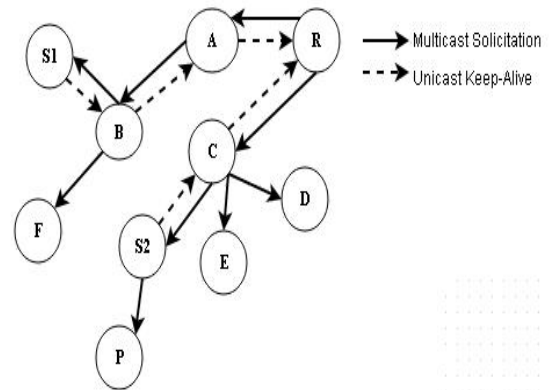 S1
A
R
Multicast Solicitation
Unicast Keep-Alive
B
C
D
F
S2
E
P